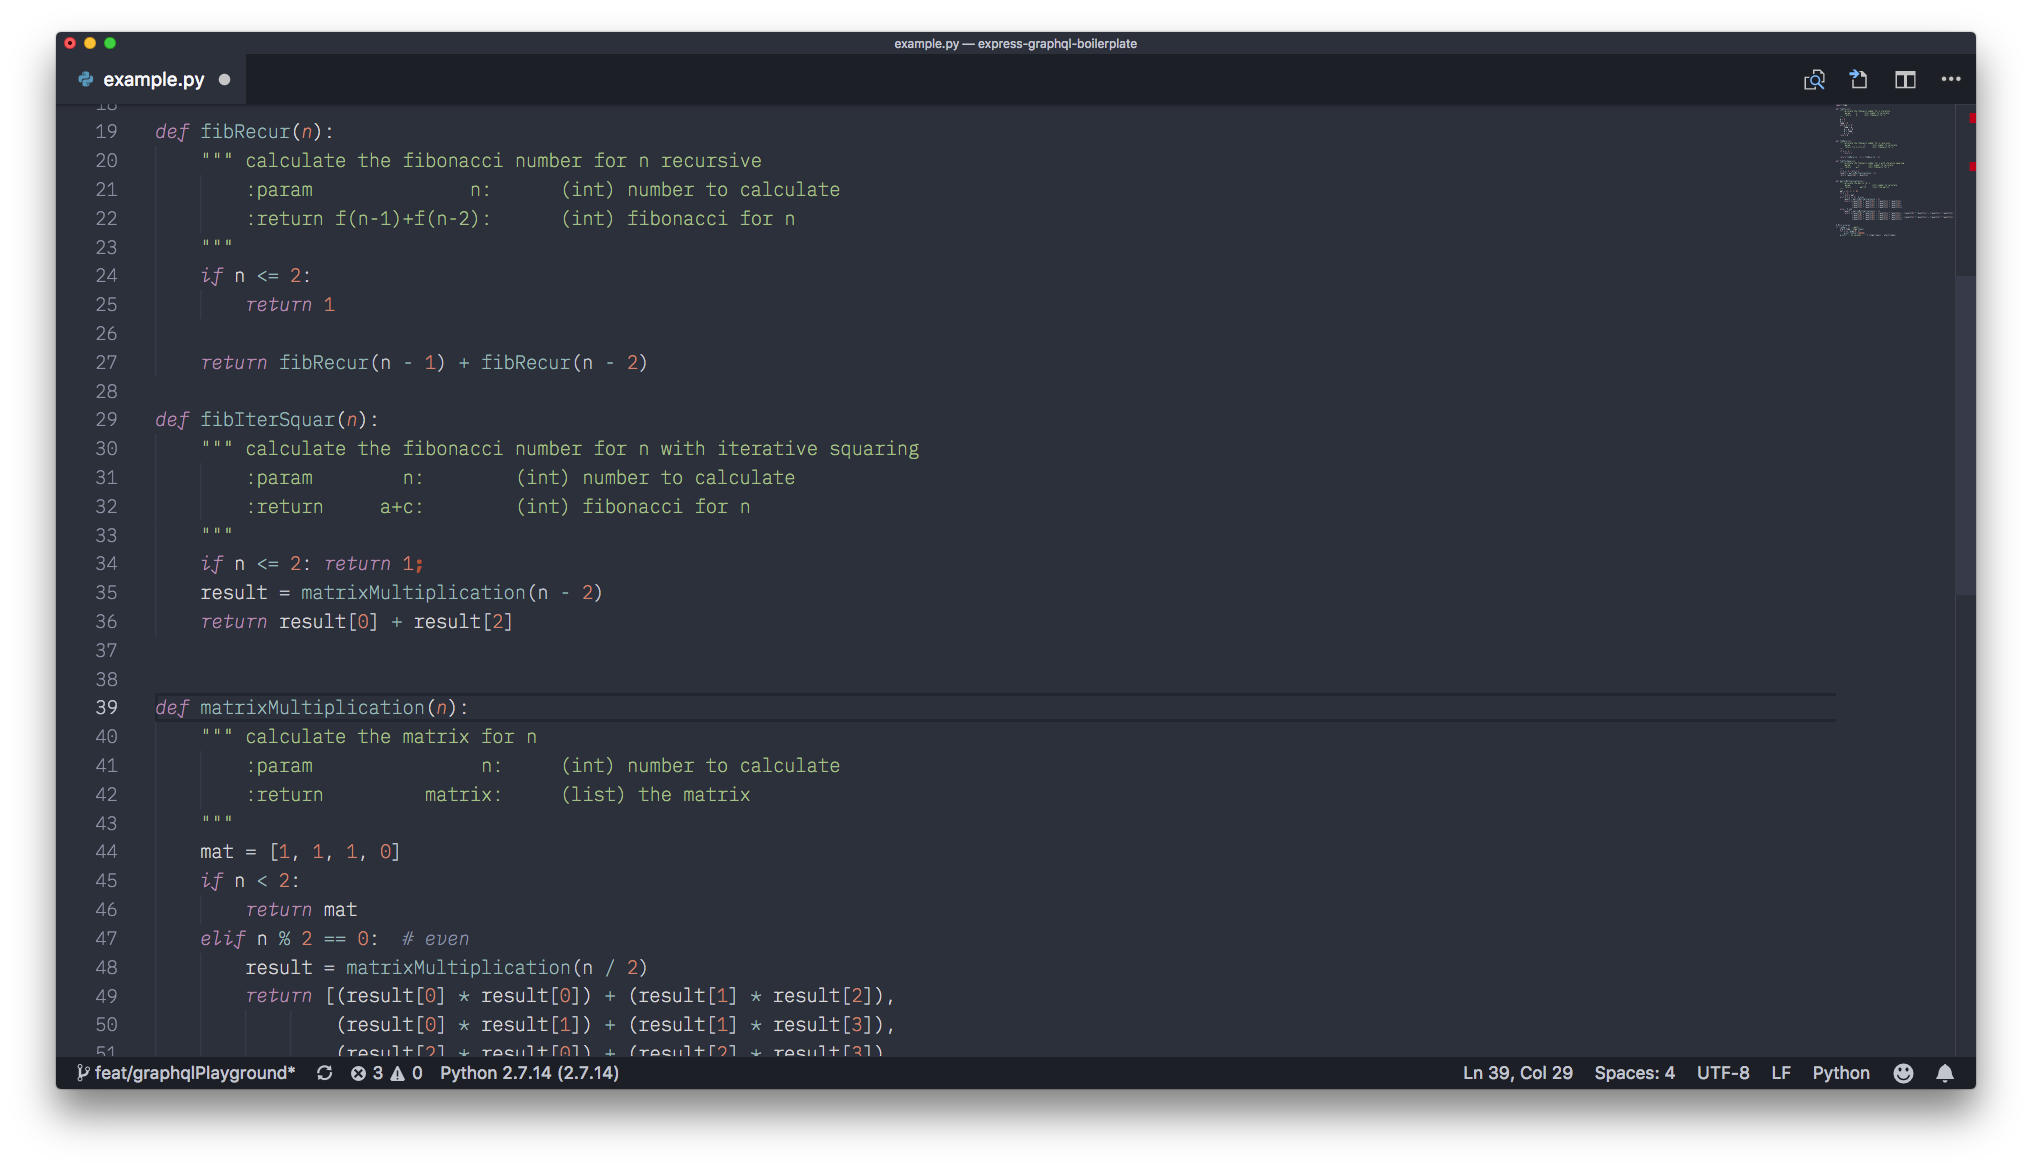 example.py — express-graphql-boilerplate
example.py
18
19 def fibRecur(n):
20 """ calculate the fibonacci number for n recursive
21 :param n: (int) number to calculate
22 :return f(n-1)+f(n-2): (int) fibonacci for n
23 """
24 if n <= 2:
25 return 1
26
27 return fibRecur(n - 1) + fibRecur(n - 2)
28
29 def fibIterSquar(n):
30 """ calculate the fibonacci number for n with iterative squaring
31 :param n: (int) number to calculate
32 :return a+c: (int) fibonacci for n
33 """
34 if n <= 2: return 1;
35 result = matrixMultiplication(n - 2)
36 return result[0] + result[2]
37
38
39 def matrixMultiplication(n):
40 """ calculate the matrix for n
41 :param n: (int) number to calculate
42 :return matrix: (list) the matrix
43 """
44 mat = [1, 1, 1, 0]
45 if n < 2:
46 return mat
47 elif n % 2 == 0: # even
48 result = matrixMultiplication(n / 2)
49 return [(result[0] * result[0]) + (result[1] * result[2]),
50 (result[0] * result[1]) + (result[1] * result[3]),
51 (result[2] * result[0]) + (result[2] * result[3])
feat/graphqlPlayground* 3 0 Python 2.7.14 (2.7.14) Ln 39, Col 29 Spaces: 4 UTF-8 LF Python